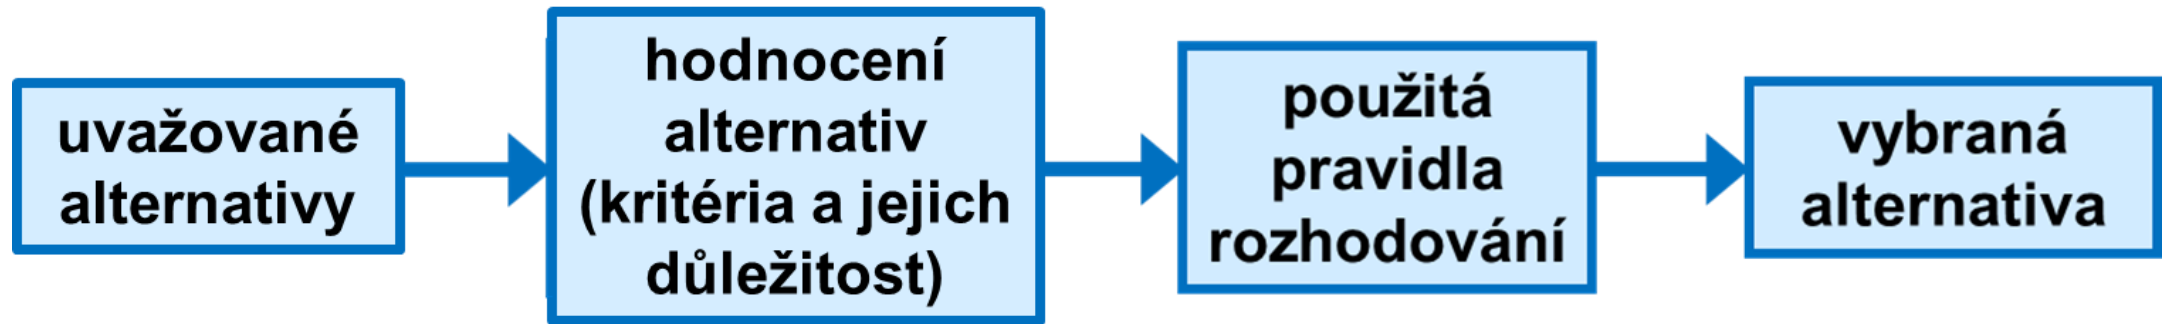 uvažované
alternativy
hodnocení
alternativ
(kritéria a jejich
důležitost)
použitá
pravidla
rozhodování
vybraná
alternativa